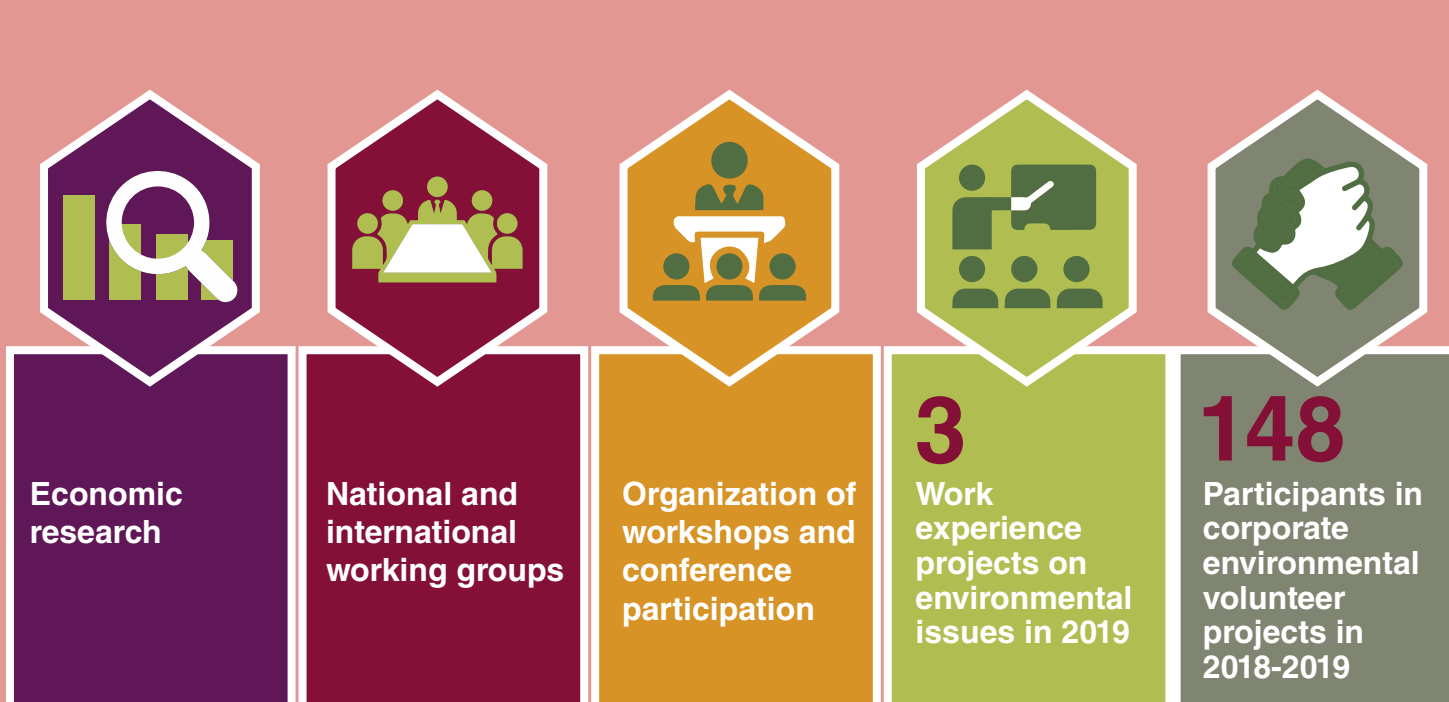 Economic
research
National and
international
working groups
Organization of
workshops and
conference
participation
3
Work
experience
projects on
environmental
issues in 2019
148
Participants in
corporate
environmental
volunteer
projects in
2018-2019